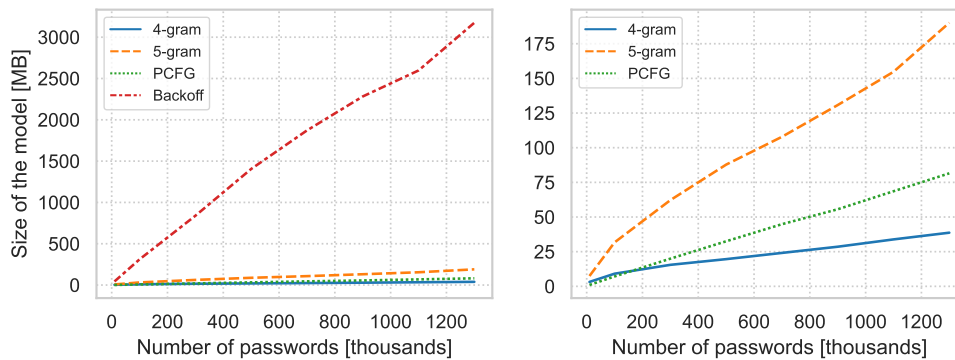 Size of the model [MB]
3000
2500
2000
1500
1000
500
0
4-gram
5-gram
PCFG
Backoff
0 200 400 600 800 1000 1200
Number of passwords [thousands]
175
150
125
100
75
50
25
0
4-gram
5-gram
PCFG
0 200 400 600 800 1000 1200
Number of passwords [thousands]